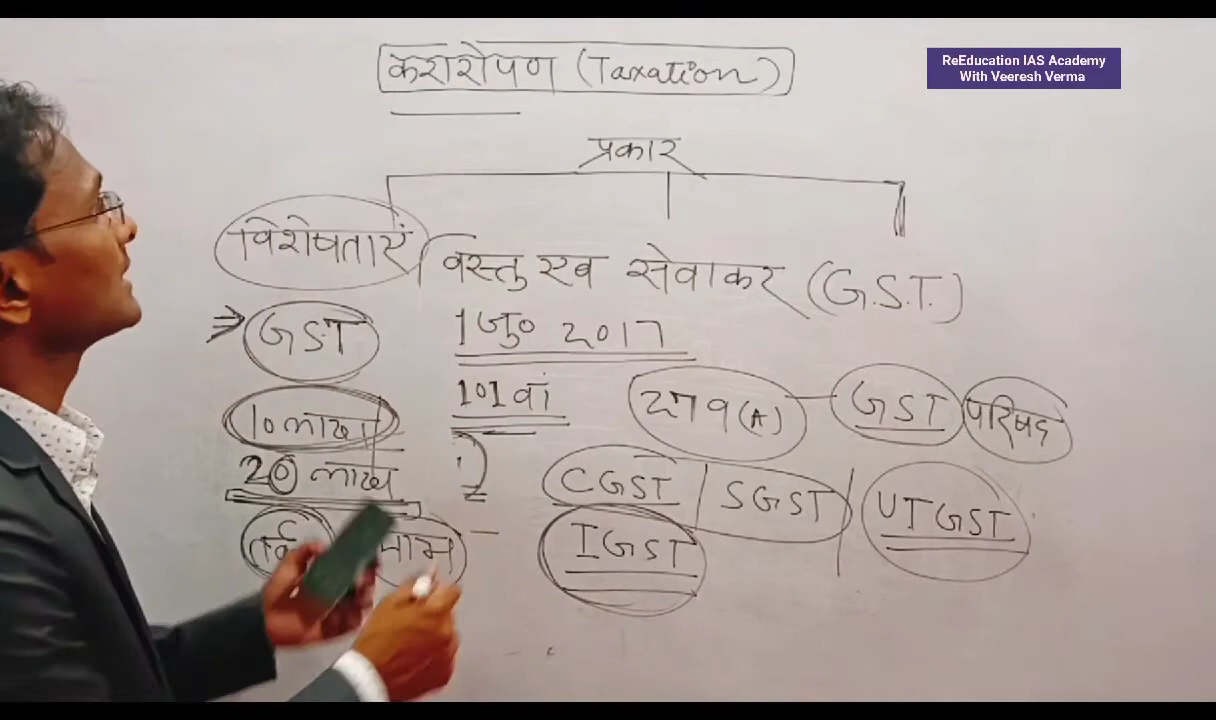 करारोपण (Taxation)
ReEducation IAS Academy
With Veeresh Verma
प्रकार
विशेषताएं
वस्तु एव सेवाकर (G.S.T.)
GST
1 जु० 2017
10 लाख
101 वां
279 (A) — GST परिषद
20 लाख
CGST / SGST / UTGST
IGST